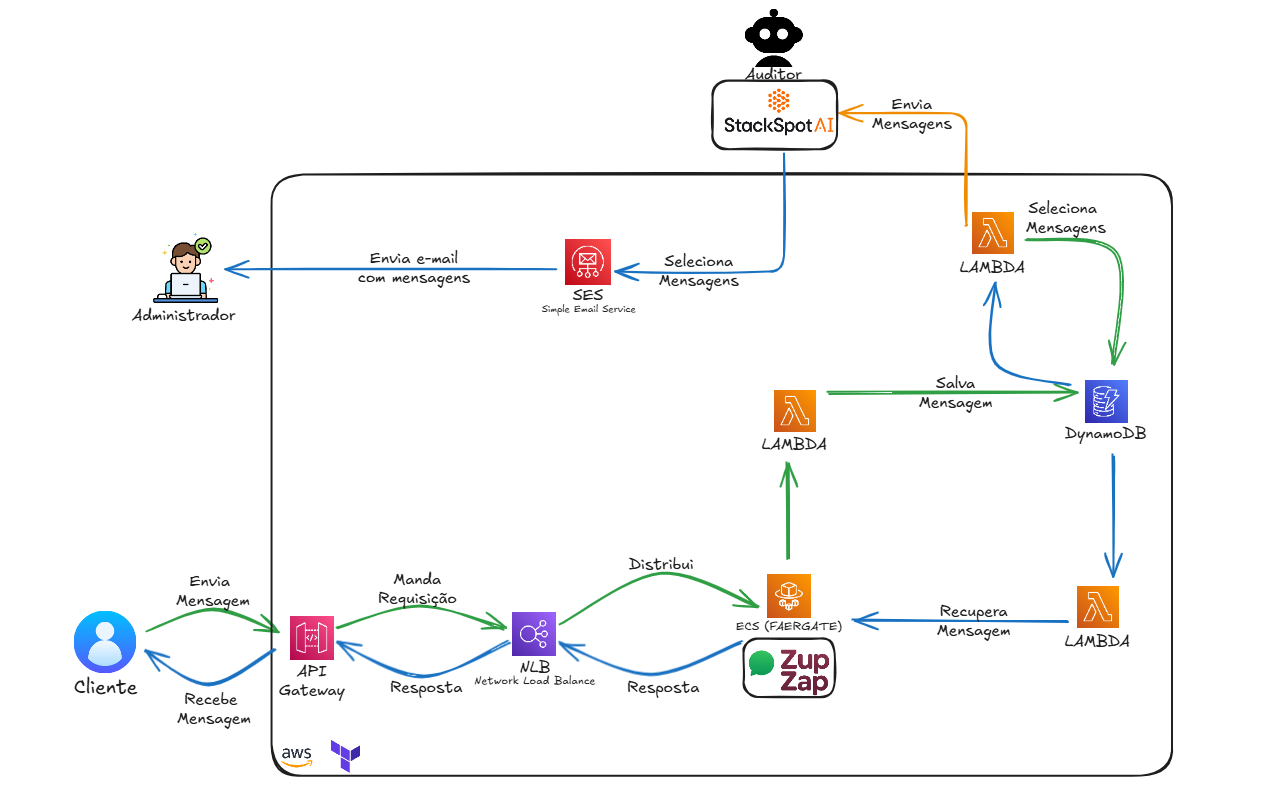 Auditor
StackSpot AI
Envia
Mensagens
Seleciona
Mensagens
LAMBDA
Envia e-mail
com mensagens
Seleciona
Mensagens
SES
Simple Email Service
Administrador
Salva
Mensagem
LAMBDA
DynamoDB
Distribui
Envia
Mensagem
Manda
Requisição
ECS (FAERGATE)
Recupera
Mensagem
LAMBDA
Zup
Zap
Cliente
API
Gateway
NLB
Network Load Balance
Resposta
Resposta
Recebe
Mensagem
aws